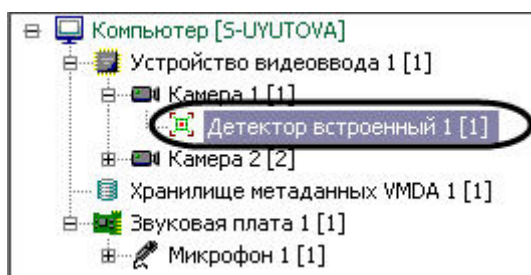 Компьютер [S-UYUTOVA]
Устройство видеоввода 1 [1]
Камера 1 [1]
Детектор встроенный 1 [1]
Камера 2 [2]
Хранилище метаданных VMDA 1 [1]
Звуковая плата 1 [1]
Микрофон 1 [1]